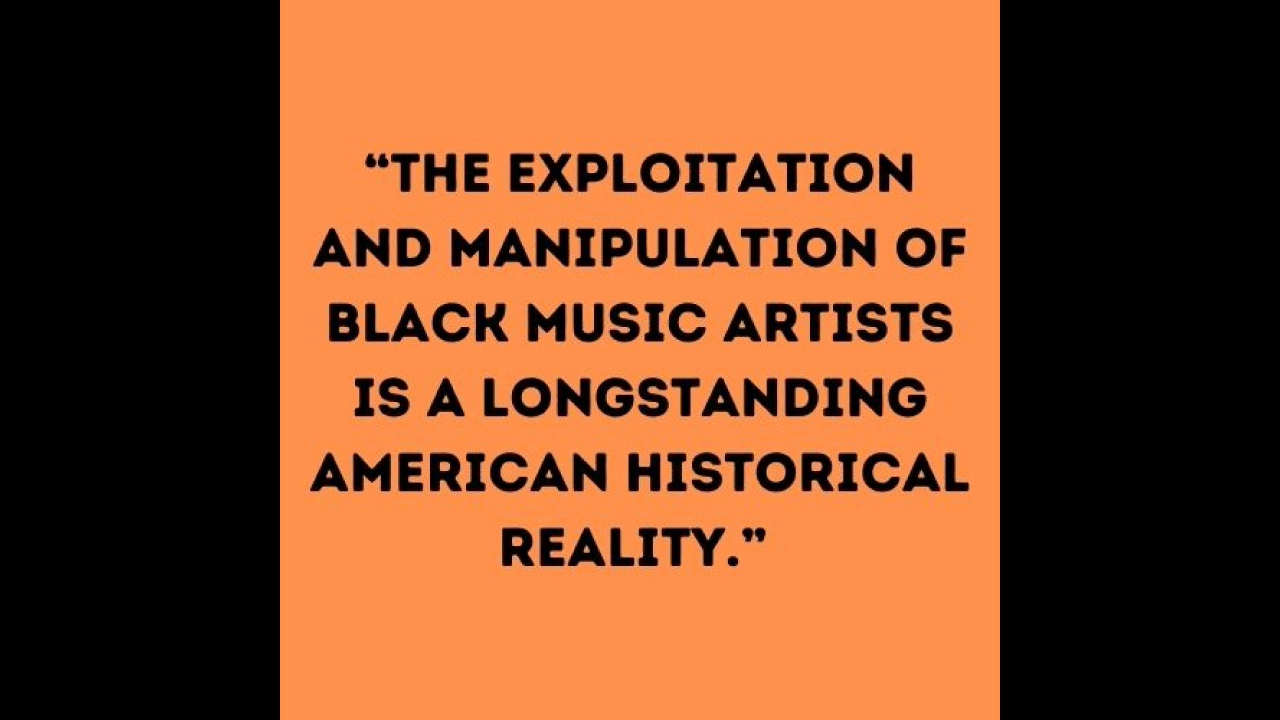 “THE EXPLOITATION
AND MANIPULATION OF
BLACK MUSIC ARTISTS
IS A LONGSTANDING
AMERICAN HISTORICAL
REALITY.”